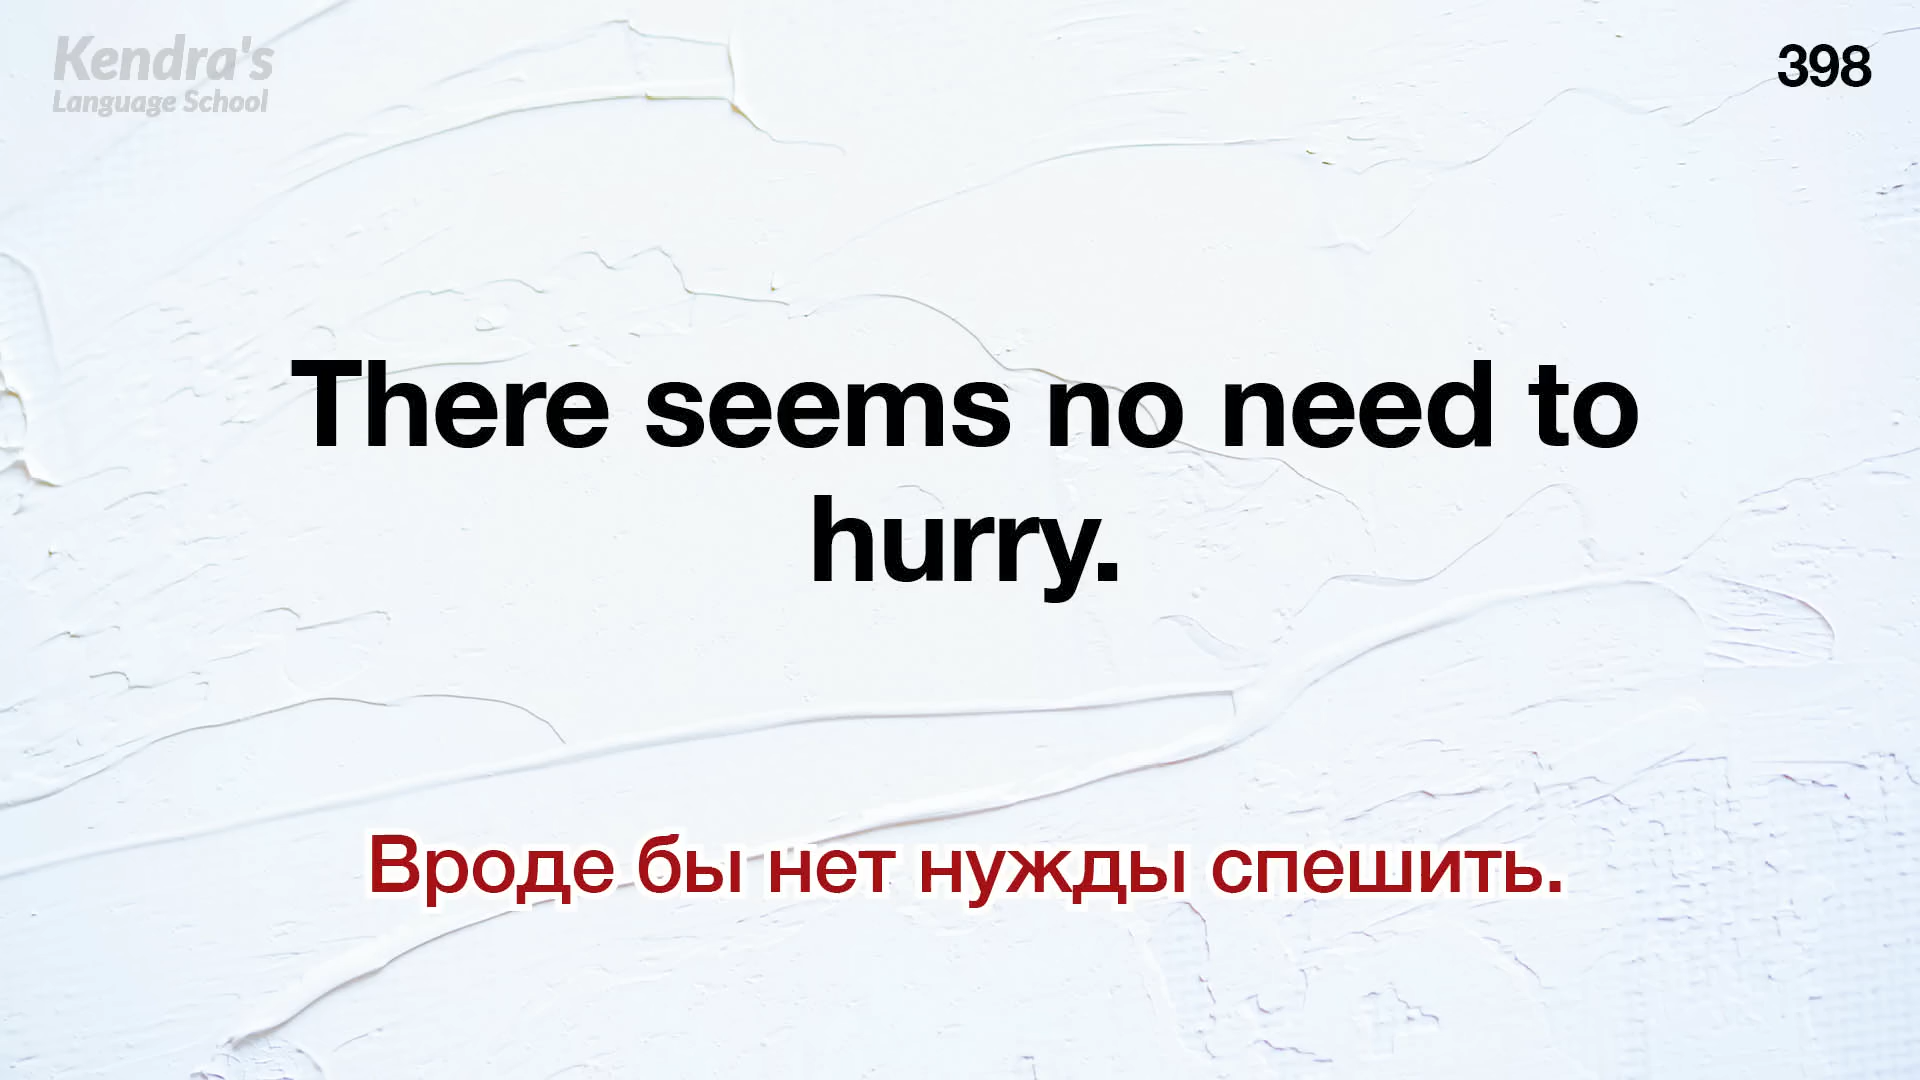 Kendra's
Language School
398
There seems no need to
hurry.
Вроде бы нет нужды спешить.